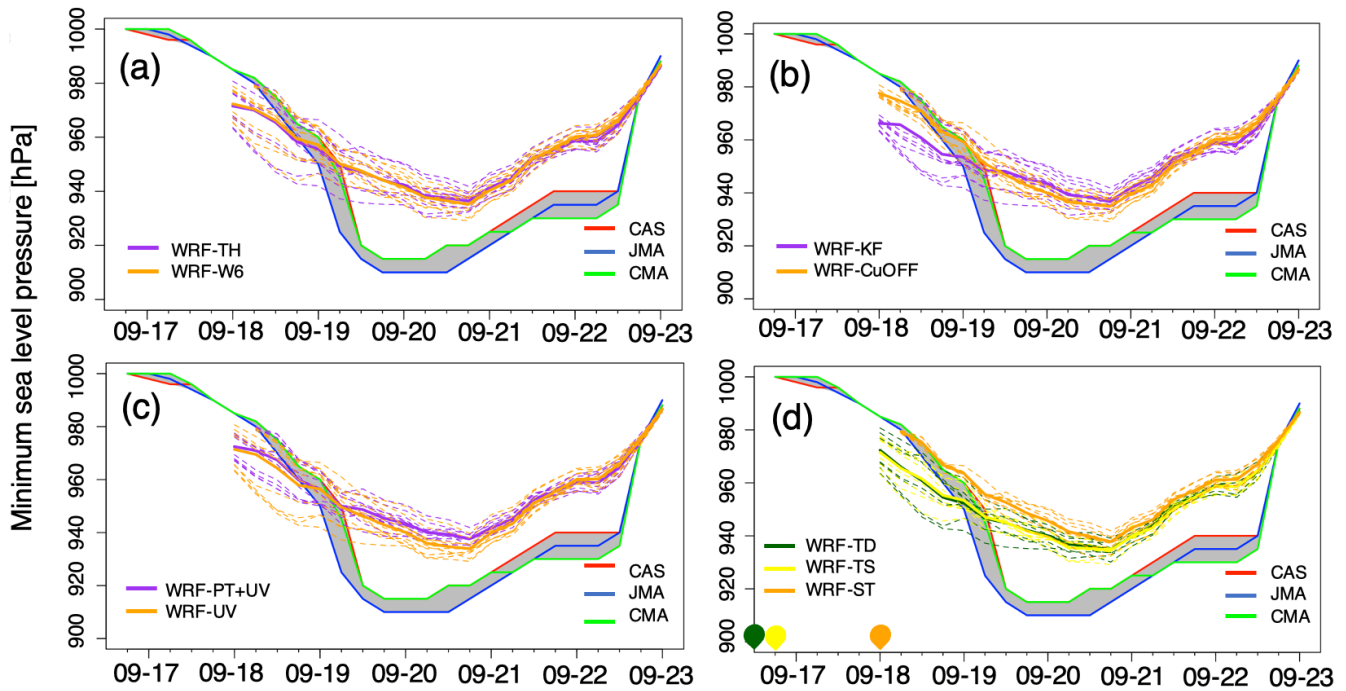 Minimum sea level pressure [hPa]
(a)
1000
980
960
940
920
900
WRF-TH
WRF-W6
CAS
JMA
CMA
09-17 09-18 09-19 09-20 09-21 09-22 09-23
(b)
1000
980
960
940
920
900
WRF-KF
WRF-CuOFF
CAS
JMA
CMA
09-17 09-18 09-19 09-20 09-21 09-22 09-23
(c)
1000
980
960
940
920
900
WRF-PT+UV
WRF-UV
CAS
JMA
CMA
09-17 09-18 09-19 09-20 09-21 09-22 09-23
(d)
1000
980
960
940
920
900
WRF-TD
WRF-TS
WRF-ST
CAS
JMA
CMA
09-17 09-18 09-19 09-20 09-21 09-22 09-23